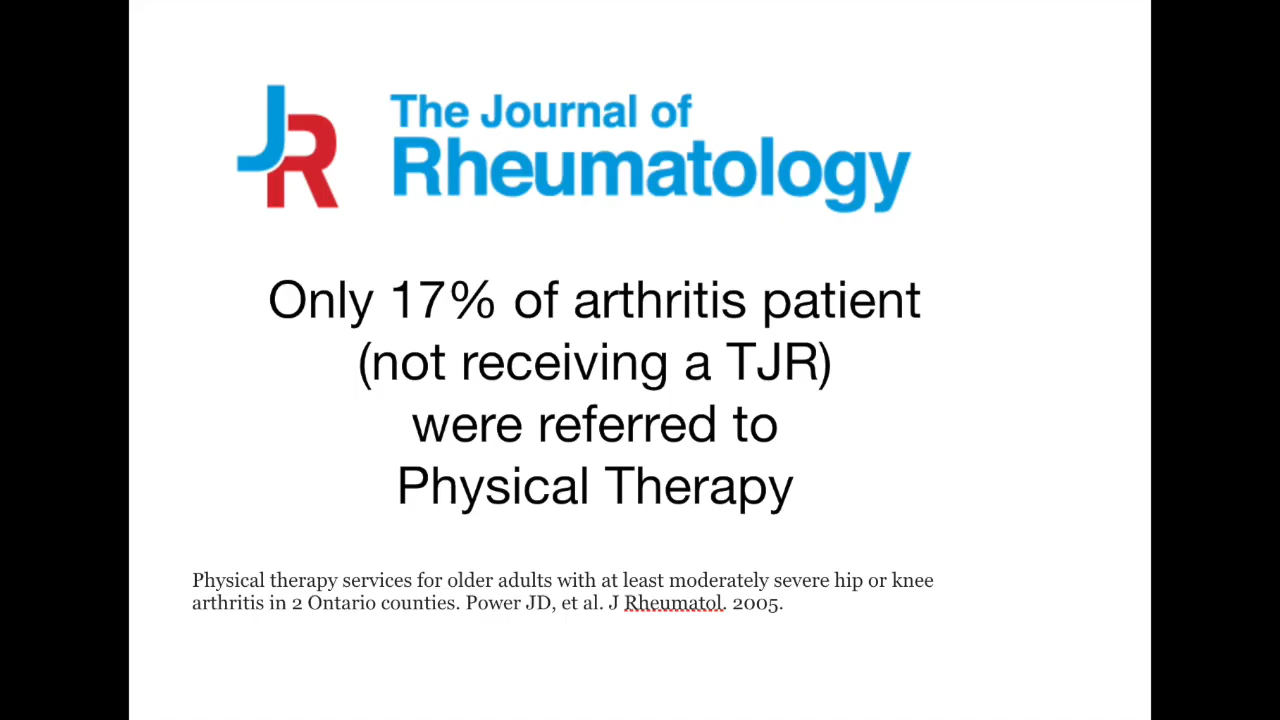 JR
The Journal of
Rheumatology
Only 17% of arthritis patient
(not receiving a TJR)
were referred to
Physical Therapy
Physical therapy services for older adults with at least moderately severe hip or knee
arthritis in 2 Ontario counties. Power JD, et al. J Rheumatol. 2005.